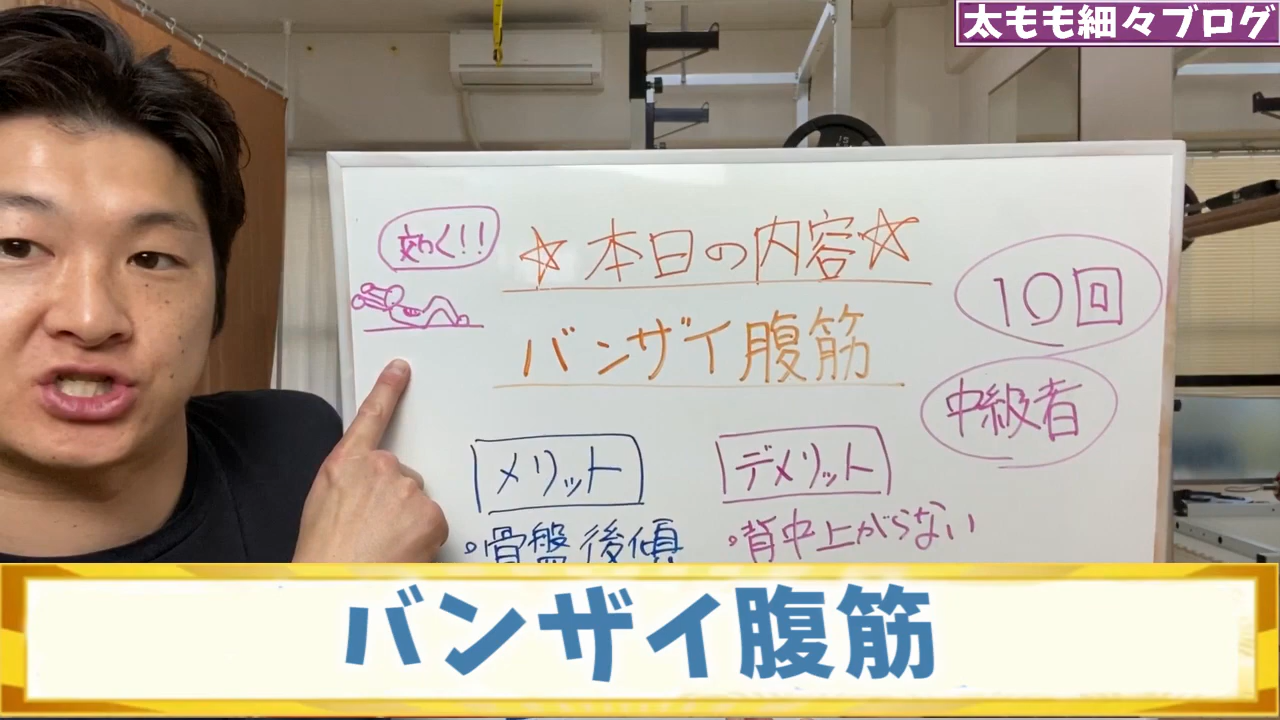 太もも細々ブログ
効く!!
☆本日の内容☆
10回
バンザイ腹筋
中級者
メリット
デメリット
・骨盤後傾
・背中上がらない
バンザイ腹筋